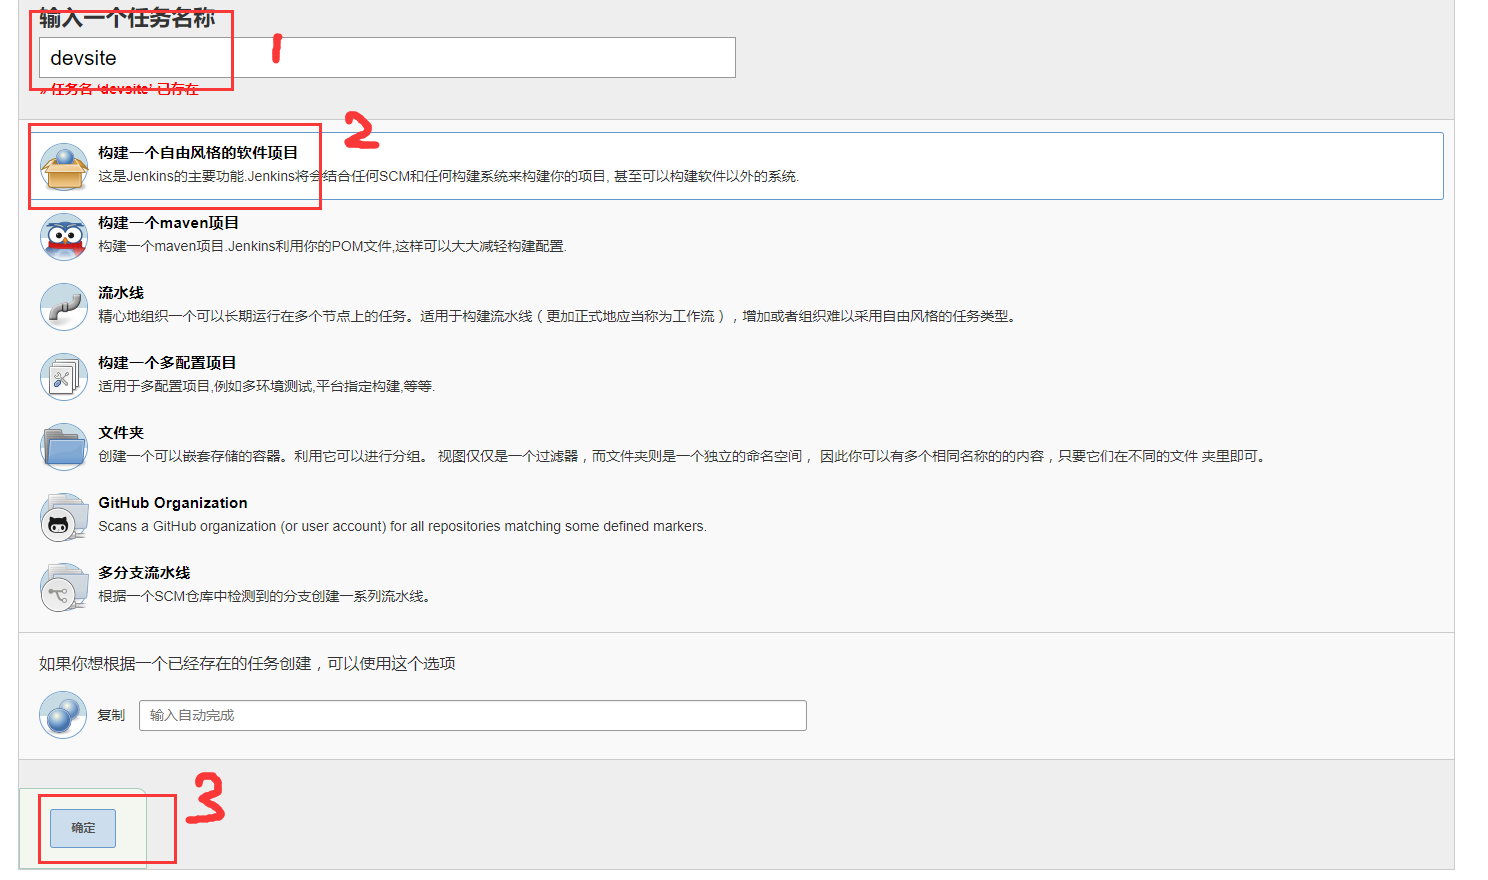 输入一个任务名称
devsite
1
» 任务名 ‘devsite’ 已存在
2
构建一个自由风格的软件项目
这是Jenkins的主要功能.Jenkins将会结合任何SCM和任何构建系统来构建你的项目, 甚至可以构建软件以外的系统.
构建一个maven项目
构建一个maven项目.Jenkins利用你的POM文件,这样可以大大减轻构建配置.
流水线
精心地组织一个可以长期运行在多个节点上的任务。适用于构建流水线（更加正式地应当称为工作流），增加或者组织难以采用自由风格的任务类型。
构建一个多配置项目
适用于多配置项目,例如多环境测试,平台指定构建,等等.
文件夹
创建一个可以嵌套存储的容器。利用它可以进行分组。 视图仅仅是一个过滤器，而文件夹则是一个独立的命名空间， 因此你可以有多个相同名称的的内容，只要它们在不同的文件 夹里即可。
GitHub Organization
Scans a GitHub organization (or user account) for all repositories matching some defined markers.
多分支流水线
根据一个SCM仓库中检测到的分支创建一系列流水线。
如果你想根据一个已经存在的任务创建，可以使用这个选项
复制 输入自动完成
3
确定